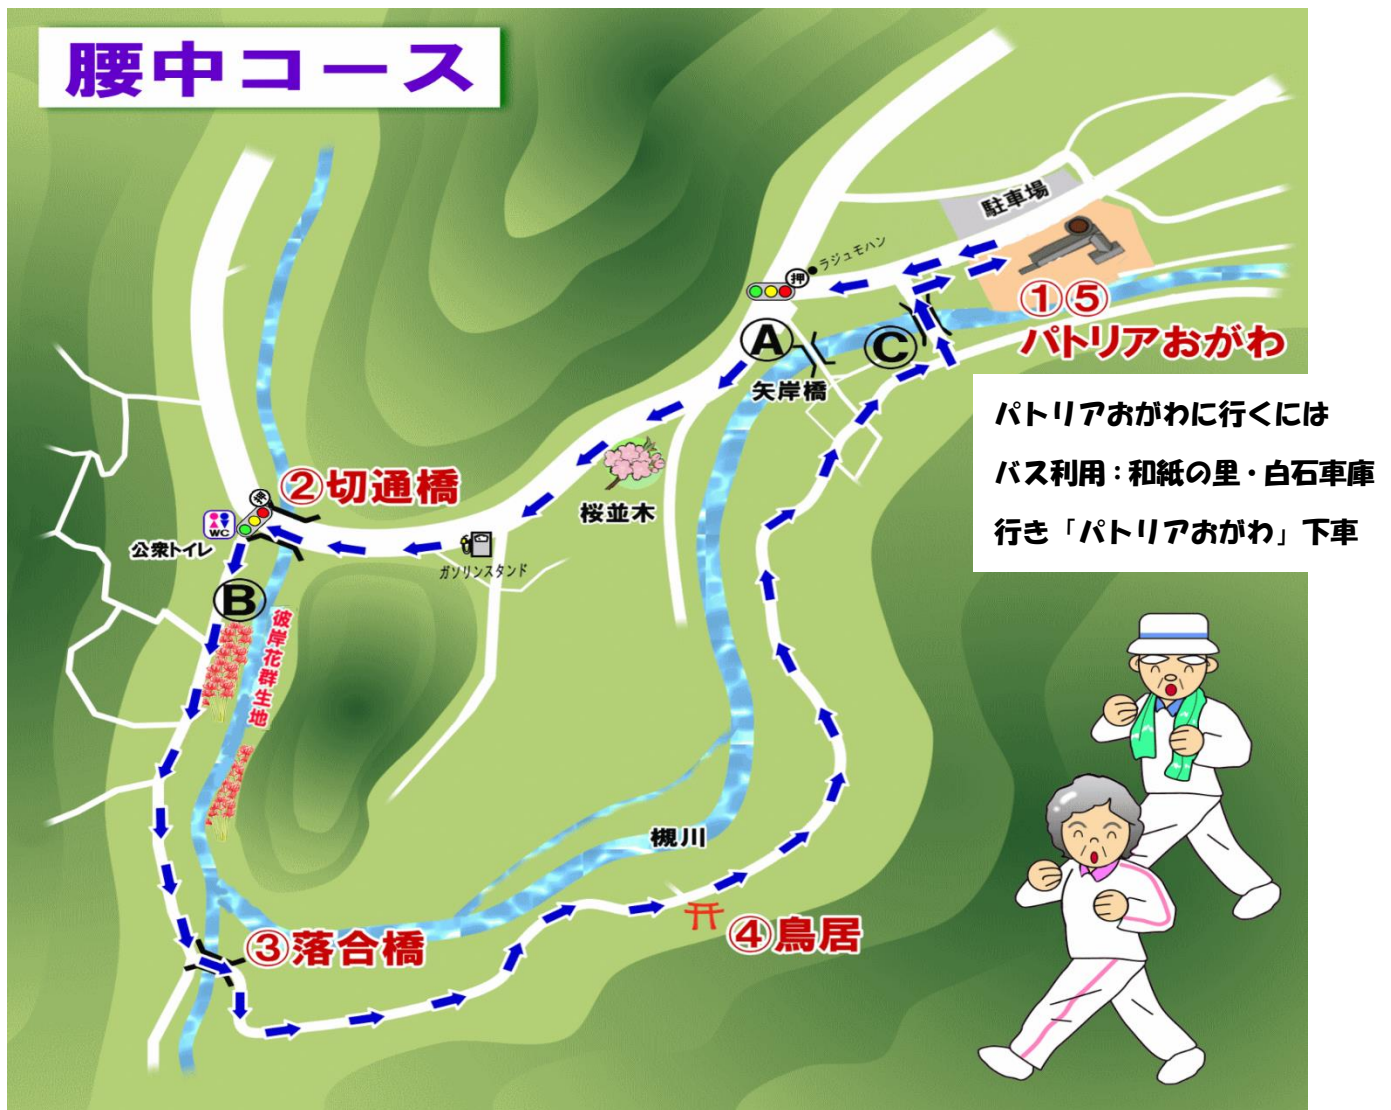 腰中コース
駐車場
ラジュモハン
押
①⑤
パトリアおがわ
A
C
矢岸橋
パトリアおがわに行くには
バス利用：和紙の里・白石車庫
行き「パトリアおがわ」下車
②切通橋
押
WC
公衆トイレ
桜並木
ガソリンスタンド
B
彼岸花群生地
槻川
④鳥居
③落合橋